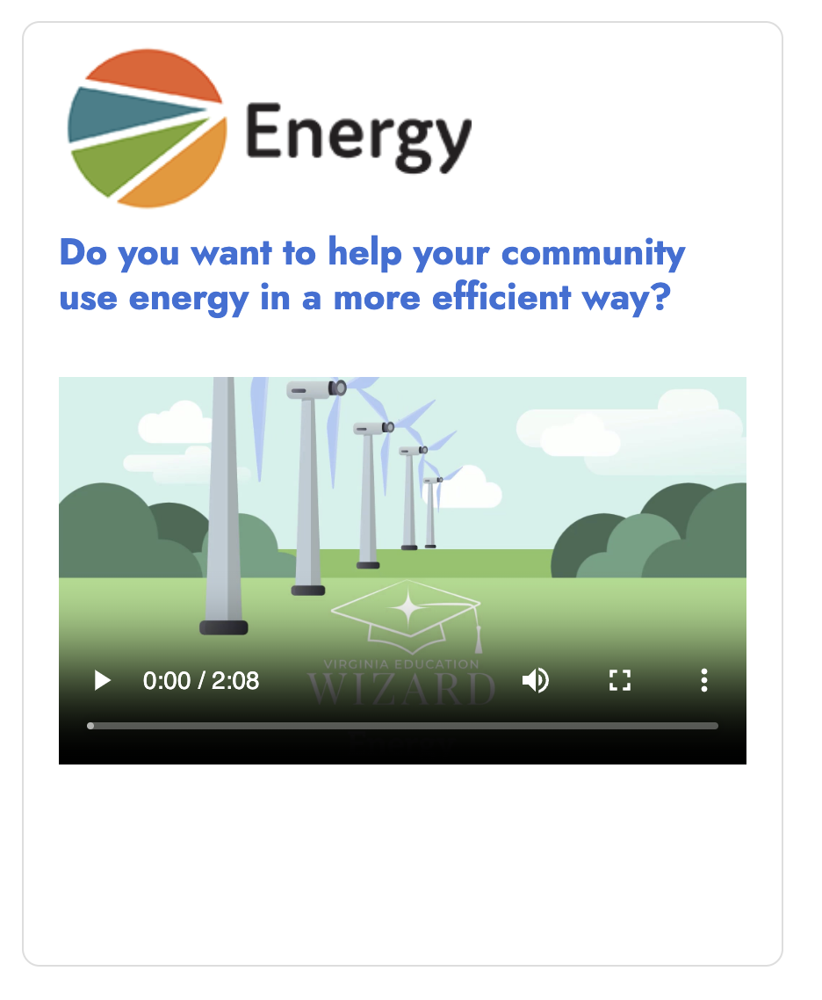 Energy
Do you want to help your community
use energy in a more efficient way?
VIRGINIA EDUCATION
WIZARD
0:00 / 2:08